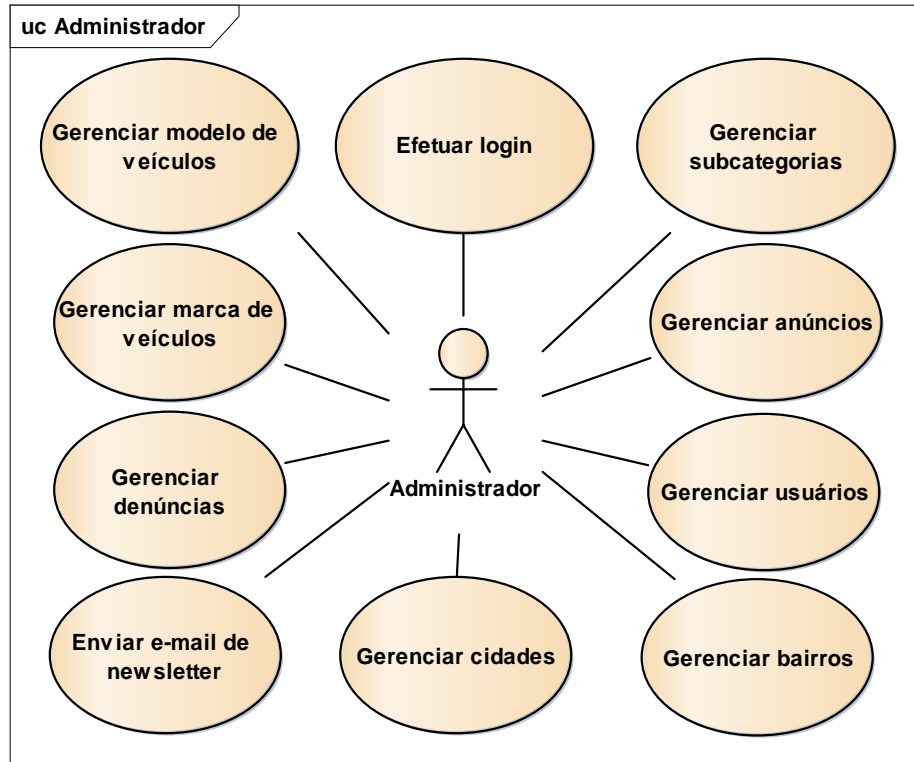 uc Administrador
Gerenciar modelo de
veículos
Efetuar login
Gerenciar
subcategorias
Gerenciar marca de
veículos
Gerenciar anúncios
Gerenciar
denúncias
Administrador
Gerenciar usuários
Enviar e-mail de
newsletter
Gerenciar cidades
Gerenciar bairros